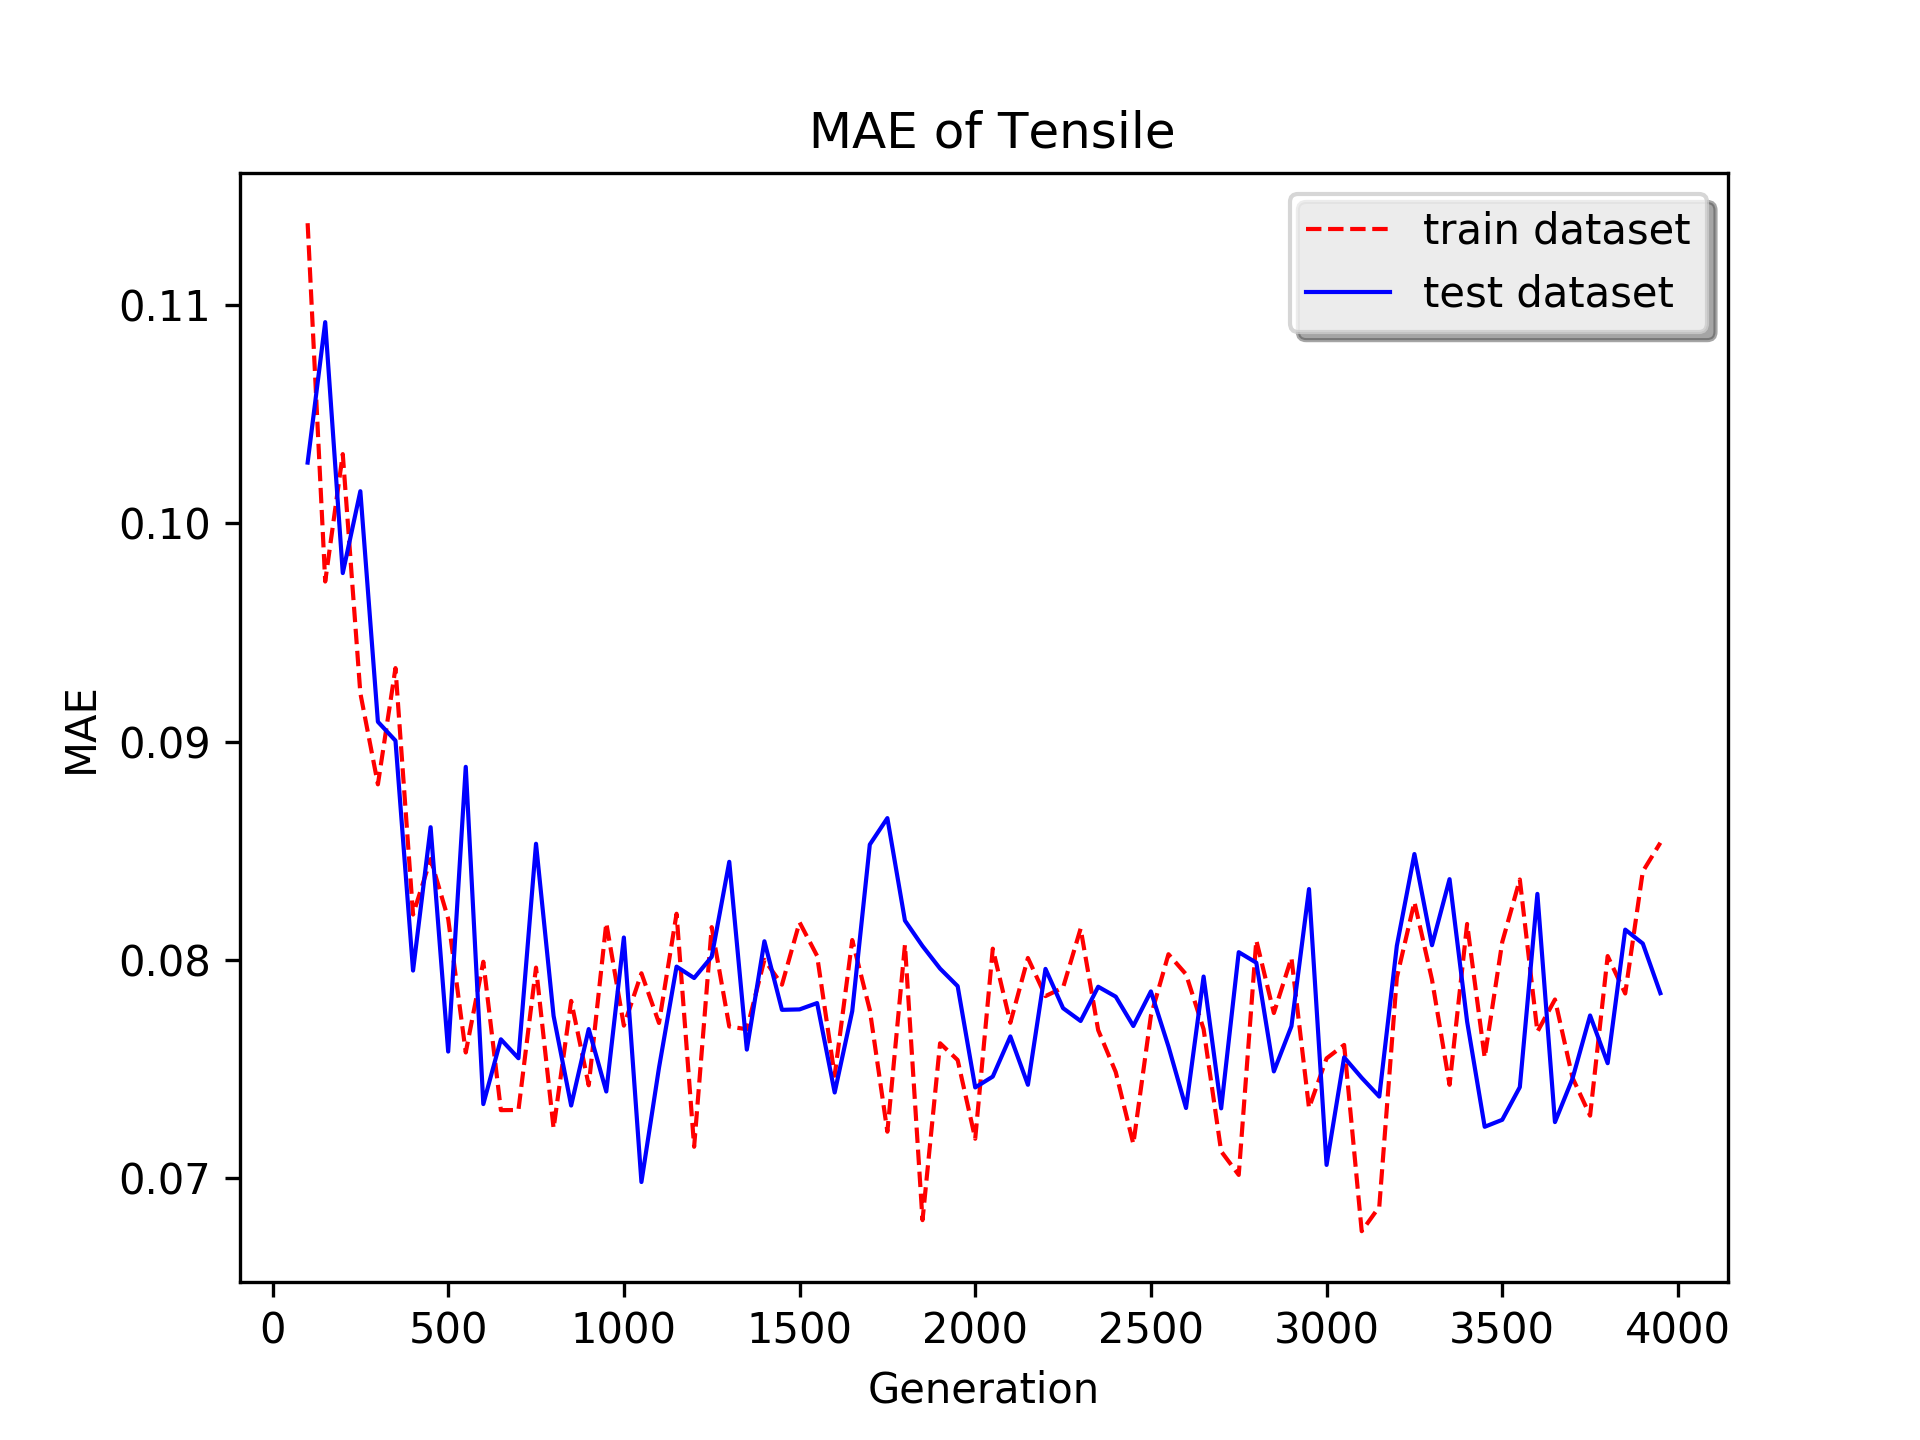 MAE of Tensile
train dataset
test dataset
0.11
0.10
0.09
0.08
0.07
MAE
0 500 1000 1500 2000 2500 3000 3500 4000
Generation